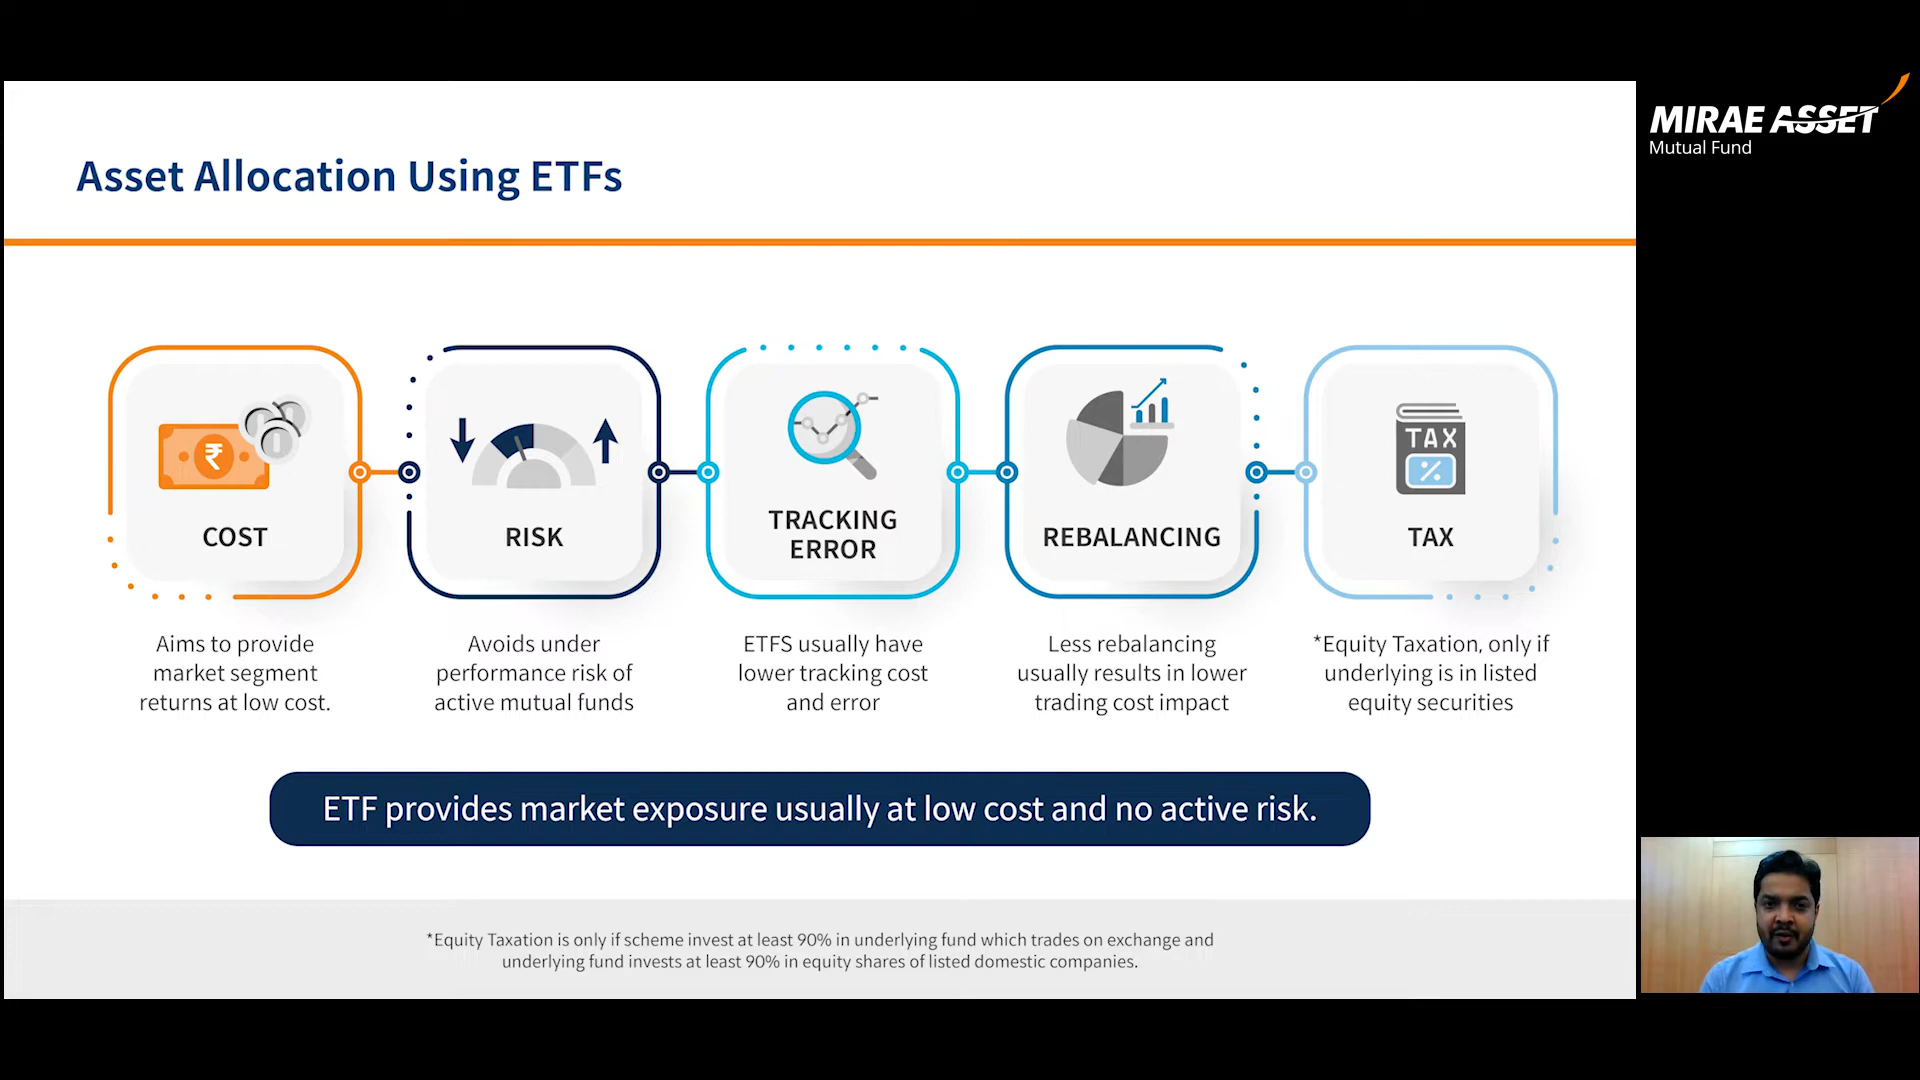 MIRAE ASSET
Mutual Fund
Asset Allocation Using ETFs
₹
COST
Aims to provide
market segment
returns at low cost.
RISK
Avoids under
performance risk of
active mutual funds
TRACKING
ERROR
ETFS usually have
lower tracking cost
and error
REBALANCING
Less rebalancing
usually results in lower
trading cost impact
TAX
%
TAX
*Equity Taxation, only if
underlying is in listed
equity securities
ETF provides market exposure usually at low cost and no active risk.
*Equity Taxation is only if scheme invest at least 90% in underlying fund which trades on exchange and
underlying fund invests at least 90% in equity shares of listed domestic companies.